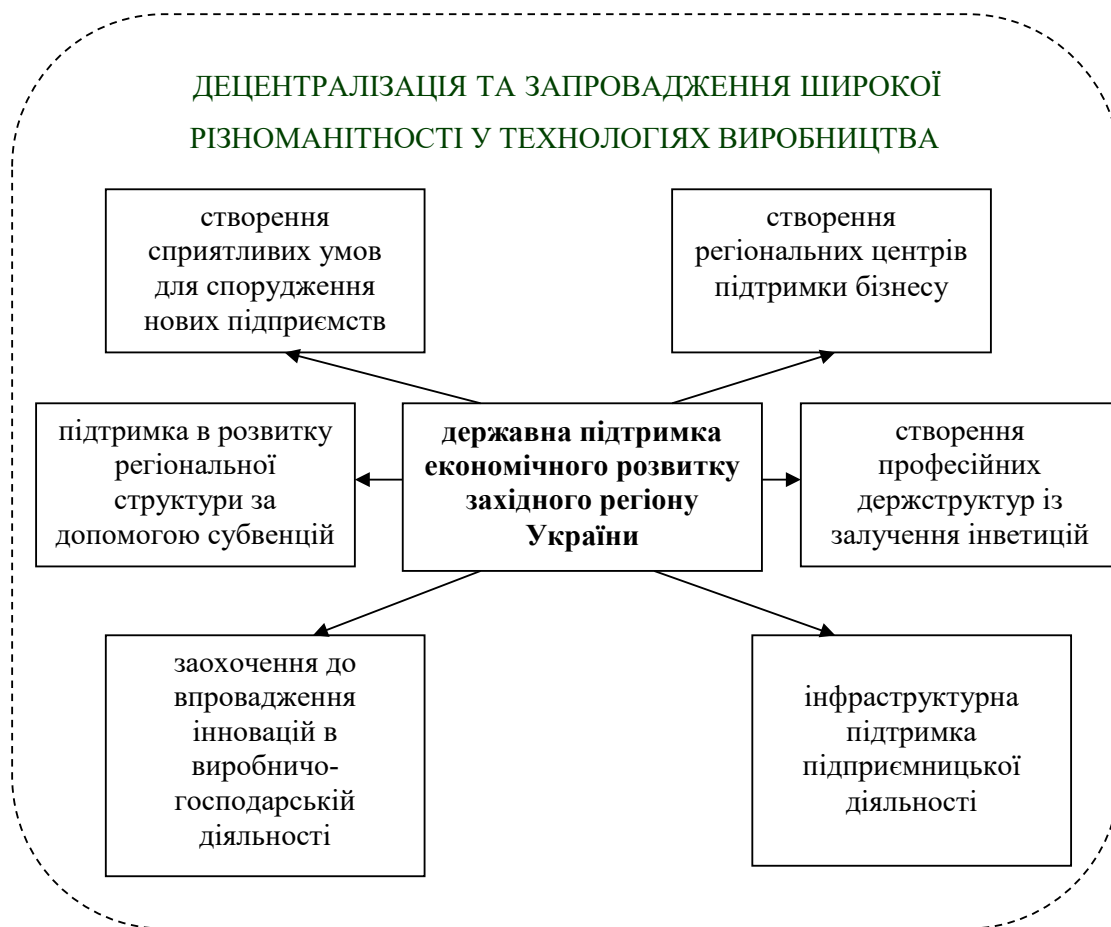 ДЕЦЕНТРАЛІЗАЦІЯ ТА ЗАПРОВАДЖЕННЯ ШИРОКОЇ
РІЗНОМАНІТНОСТІ У ТЕХНОЛОГІЯХ ВИРОБНИЦТВА
створення
сприятливих умов
для спорудження
нових підприємств
створення
регіональних центрів
підтримки бізнесу
підтримка в розвитку
регіональної
структури за
допомогою субвенцій
державна підтримка
економічного розвитку
західного регіону
України
створення
професійних
держструктур із
залучення інветицій
заохочення до
впровадження
інновацій в
виробничо-
господарській
діяльності
інфраструктурна
підтримка
підприємницької
діяльності